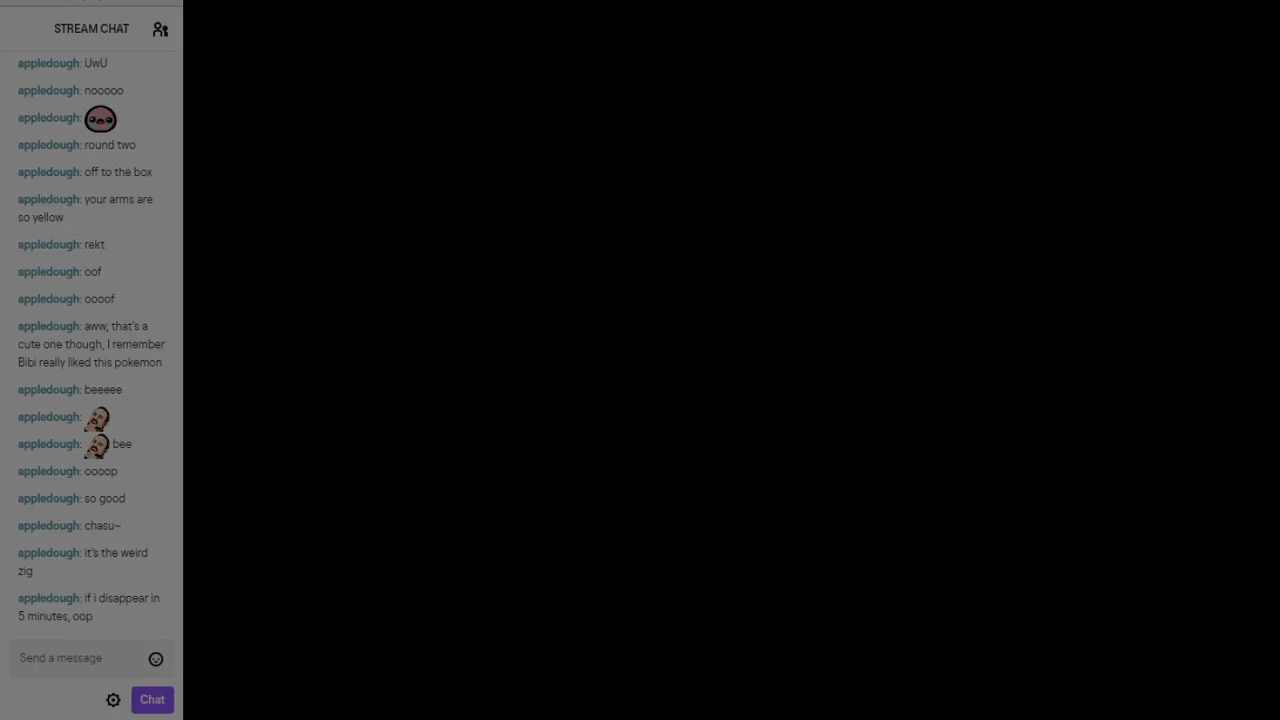 STREAM CHAT
appledough: UwU
appledough: nooooo
appledough:
appledough: round two
appledough: off to the box
appledough: your arms are
so yellow
appledough: rekt
appledough: oof
appledough: oooof
appledough: aww, that's a
cute one though, I remember
Bibi really liked this pokemon
appledough: beeeee
appledough:
appledough: bee
appledough: oooop
appledough: so good
appledough: chasu~
appledough: it's the weird
zig
appledough: if i disappear in
5 minutes, oop
Send a message
Chat